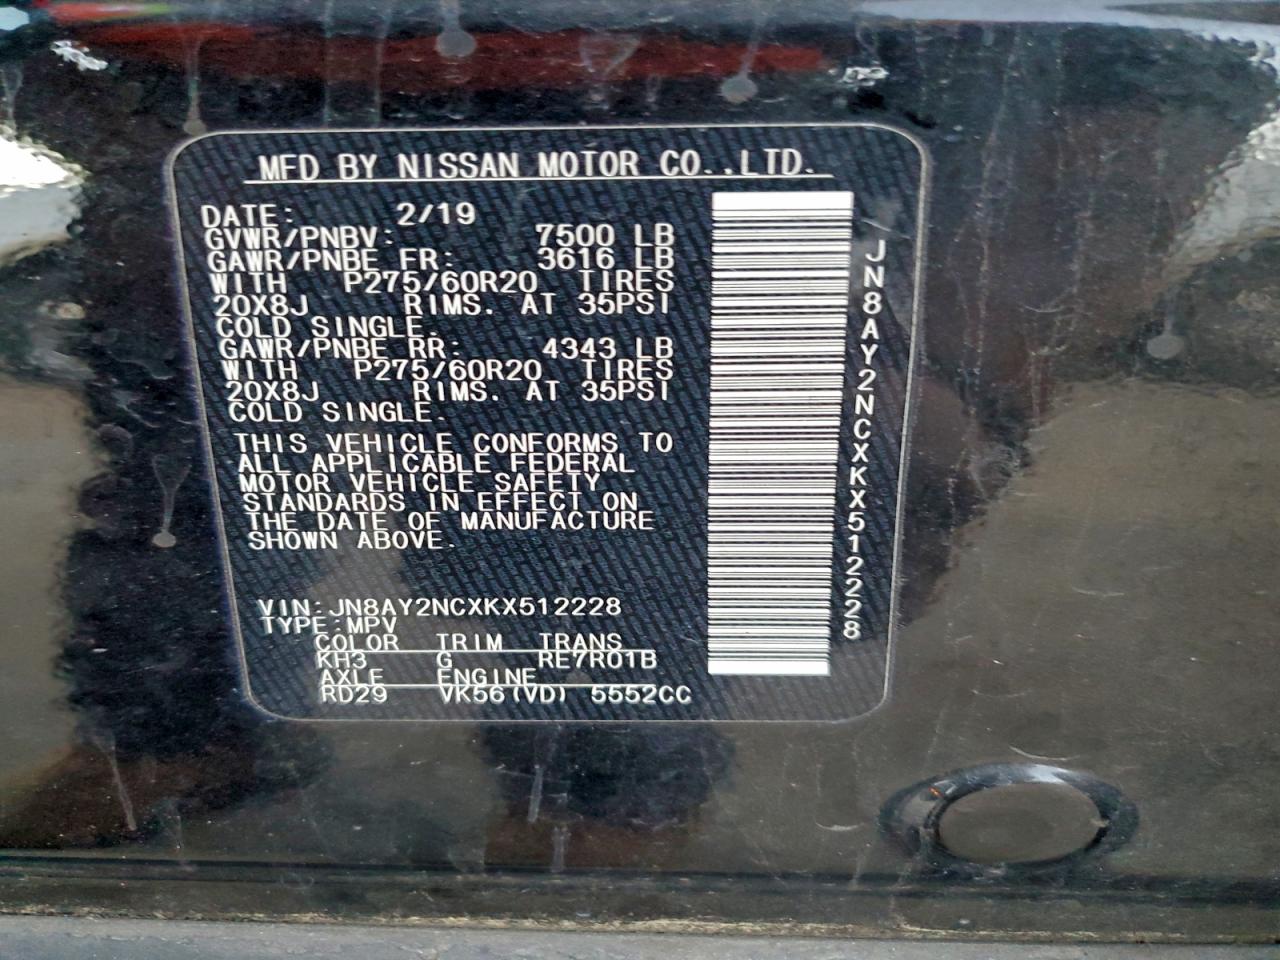 MFD BY NISSAN MOTOR CO.,LTD.
DATE: 2/19
GVWR/PNBV: 7500 LB
GAWR/PNBE FR: 3616 LB
WITH P275/60R20 TIRES
20X8J RIMS. AT 35PSI
COLD SINGLE.
GAWR/PNBE RR: 4343 LB
WITH P275/60R20 TIRES
20X8J RIMS. AT 35PSI
COLD SINGLE.
THIS VEHICLE CONFORMS TO
ALL APPLICABLE FEDERAL
MOTOR VEHICLE SAFETY
STANDARDS IN EFFECT ON
THE DATE OF MANUFACTURE
SHOWN ABOVE.
VIN:JN8AY2NCXKX512228
TYPE:MPV
COLOR TRIM TRANS
KH3 G RE7R01B
AXLE ENGINE
RD29 VK56(VD) 5552CC
JN8AY2NCXKX512228